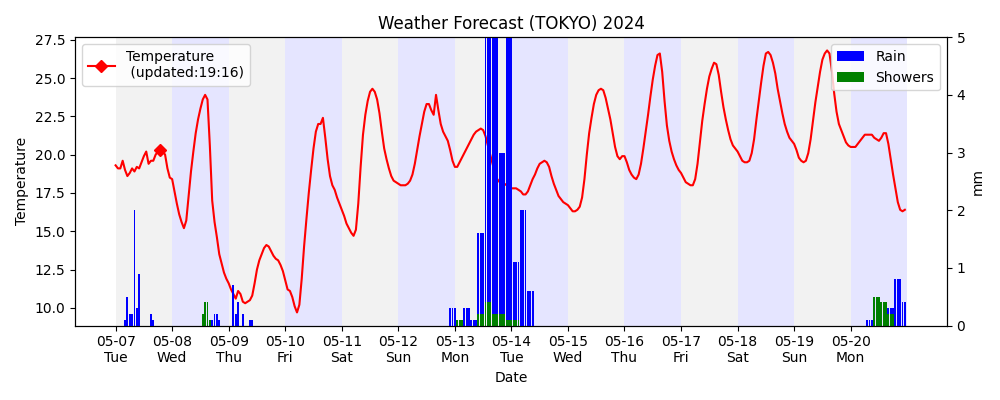 Weather Forecast (TOKYO) 2024
27.5
25.0
22.5
20.0
17.5
15.0
12.5
10.0
Temperature
Temperature
(updated:19:16)
Rain
Showers
5
4
3
2
1
0
mm
05-07 05-08 05-09 05-10 05-11 05-12 05-13 05-14 05-15 05-16 05-17 05-18 05-19 05-20
Tue Wed Thu Fri Sat Sun Mon Tue Wed Thu Fri Sat Sun Mon
Date